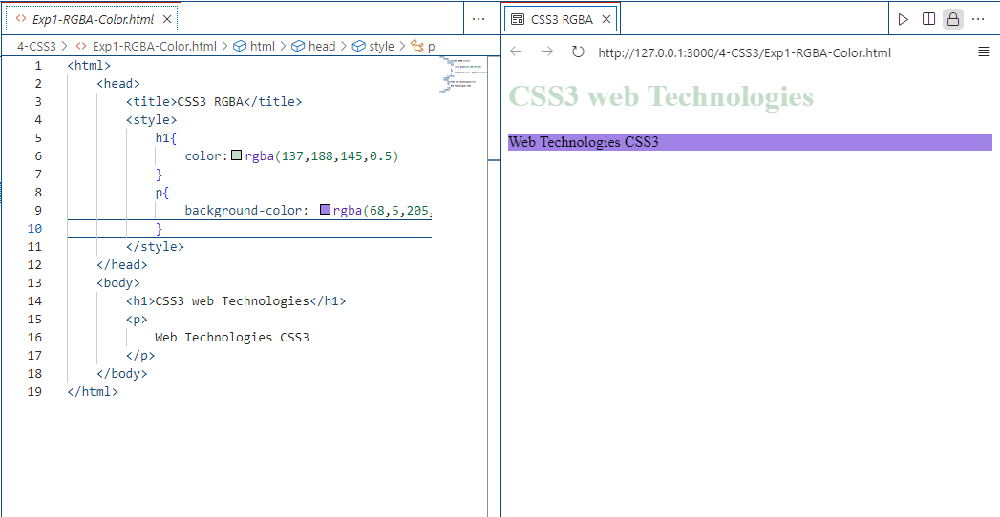 Exp1-RGBA-Color.html
4-CSS3 > Exp1-RGBA-Color.html > html > head > style > p
1 <html>
2 <head>
3 <title>CSS3 RGBA</title>
4 <style>
5 h1{
6 color: rgba(137,188,145,0.5)
7 }
8 p{
9 background-color: rgba(68,5,205,
10 }
11 </style>
12 </head>
13 <body>
14 <h1>CSS3 web Technologies</h1>
15 <p>
16 Web Technologies CSS3
17 </p>
18 </body>
19 </html>
CSS3 RGBA
http://127.0.0.1:3000/4-CSS3/Exp1-RGBA-Color.html
CSS3 web Technologies
Web Technologies CSS3